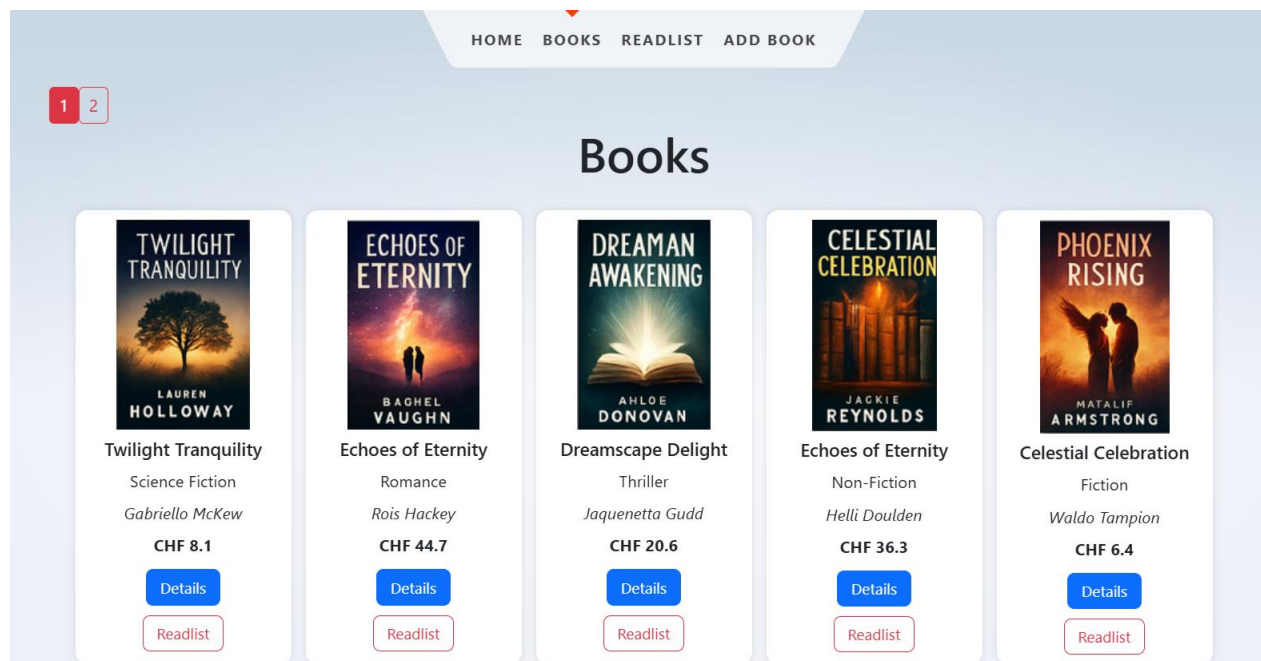 HOME BOOKS READLIST ADD BOOK
1 2
Books
TWILIGHT
TRANQUILITY
LAUREN
HOLLOWAY
Twilight Tranquility
Science Fiction
Gabriello McKew
CHF 8.1
Details
Readlist
ECHOES OF
ETERNITY
BAGHEL
VAUGHN
Echoes of Eternity
Romance
Rois Hackey
CHF 44.7
Details
Readlist
DREAMAN
AWAKENING
AHLOE
DONOVAN
Dreamscape Delight
Thriller
Jaquenetta Gudd
CHF 20.6
Details
Readlist
CELESTIAL
CELEBRATION
JACKIE
REYNOLDS
Echoes of Eternity
Non-Fiction
Helli Doulden
CHF 36.3
Details
Readlist
PHOENIX
RISING
MATALIF
ARMSTRONG
Celestial Celebration
Fiction
Waldo Tampion
CHF 6.4
Details
Readlist